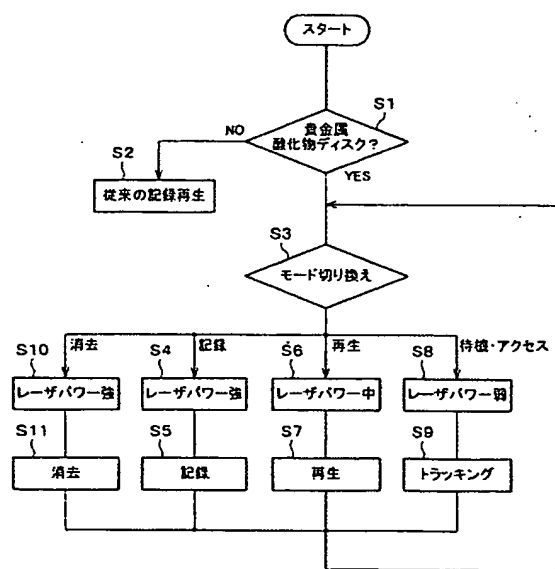 スタート
S1
貴金属
酸化物ディスク?
NO
YES
S2
従来の記録再生
S3
モード切り換え
消去
記録
再生
待機・アクセス
S10
S4
S6
S8
レーザパワー強
レーザパワー強
レーザパワー中
レーザパワー弱
S11
S5
S7
S9
消去
記録
再生
トラッキング